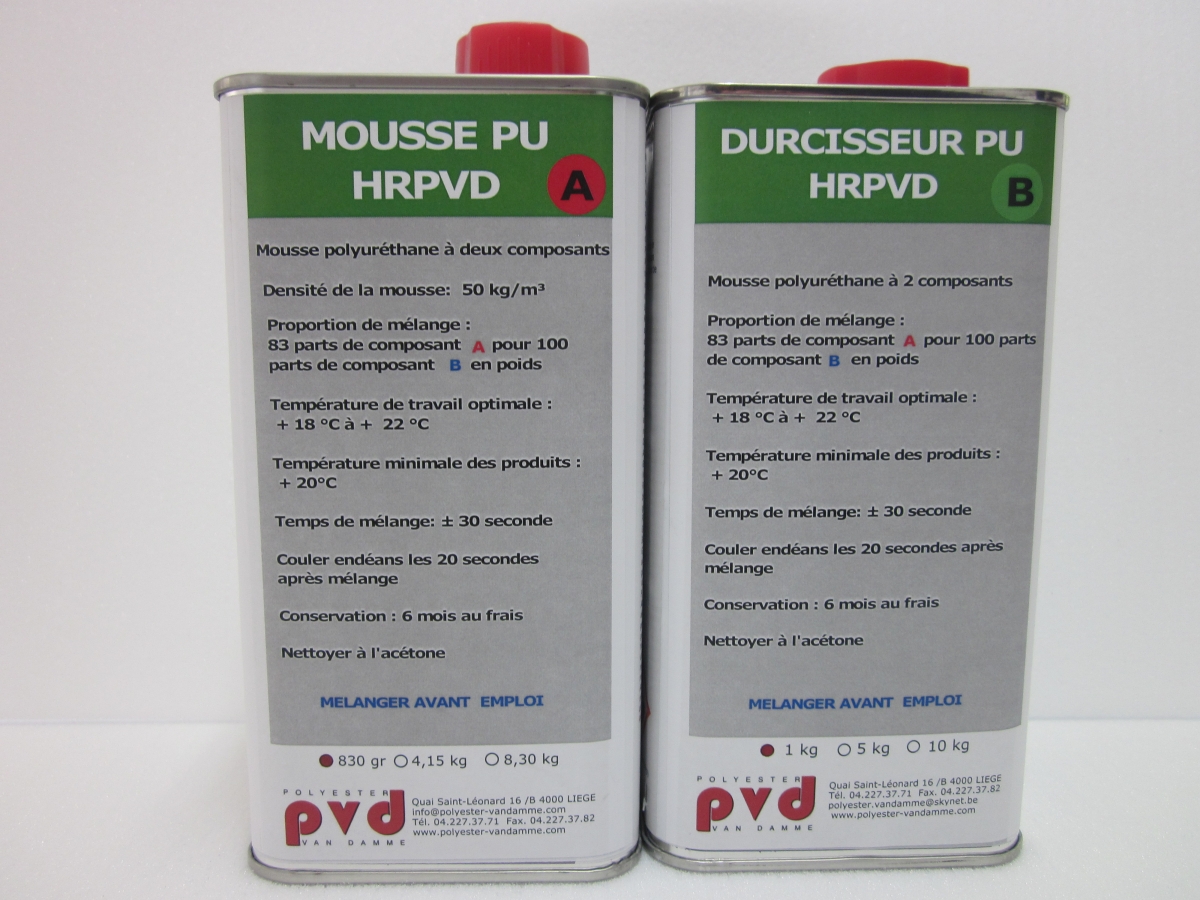 MOUSSE PU
HRPVD
A
Mousse polyuréthane à deux composants
Densité de la mousse: 50 kg/m³
Proportion de mélange :
83 parts de composant A pour 100
parts de composant B en poids
Température de travail optimale :
+ 18 °C à + 22 °C
Température minimale des produits :
+ 20°C
Temps de mélange: ± 30 seconde
Couler endéans les 20 secondes
après mélange
Conservation : 6 mois au frais
Nettoyer à l'acétone
MELANGER AVANT EMPLOI
830 gr 4,15 kg 8,30 kg
POLYESTER
pvd
VAN DAMME
Quai Saint-Léonard 16 /B 4000 LIEGE
info@polyester-vandamme.com
Tél. 04.227.37.71 Fax. 04.227.37.82
www.polyester-vandamme.com
DURCISSEUR PU
HRPVD
B
Mousse polyuréthane à 2 composants
Proportion de mélange :
83 parts de composant A pour 100 parts
de composant B en poids
Température de travail optimale :
+ 18 °C à + 22 °C
Température minimale des produits :
+ 20°C
Temps de mélange: ± 30 seconde
Couler endéans les 20 secondes après
mélange
Conservation : 6 mois au frais
Nettoyer à l'acétone
MELANGER AVANT EMPLOI
1 kg 5 kg 10 kg
POLYESTER
pvd
VAN DAMME
Quai Saint-Léonard 16 /B 4000 LIEGE
Tél. 04.227.37.71 Fax. 04.227.37.82
polyester.vandamme@skynet.be
www.polyester-vandamme.com